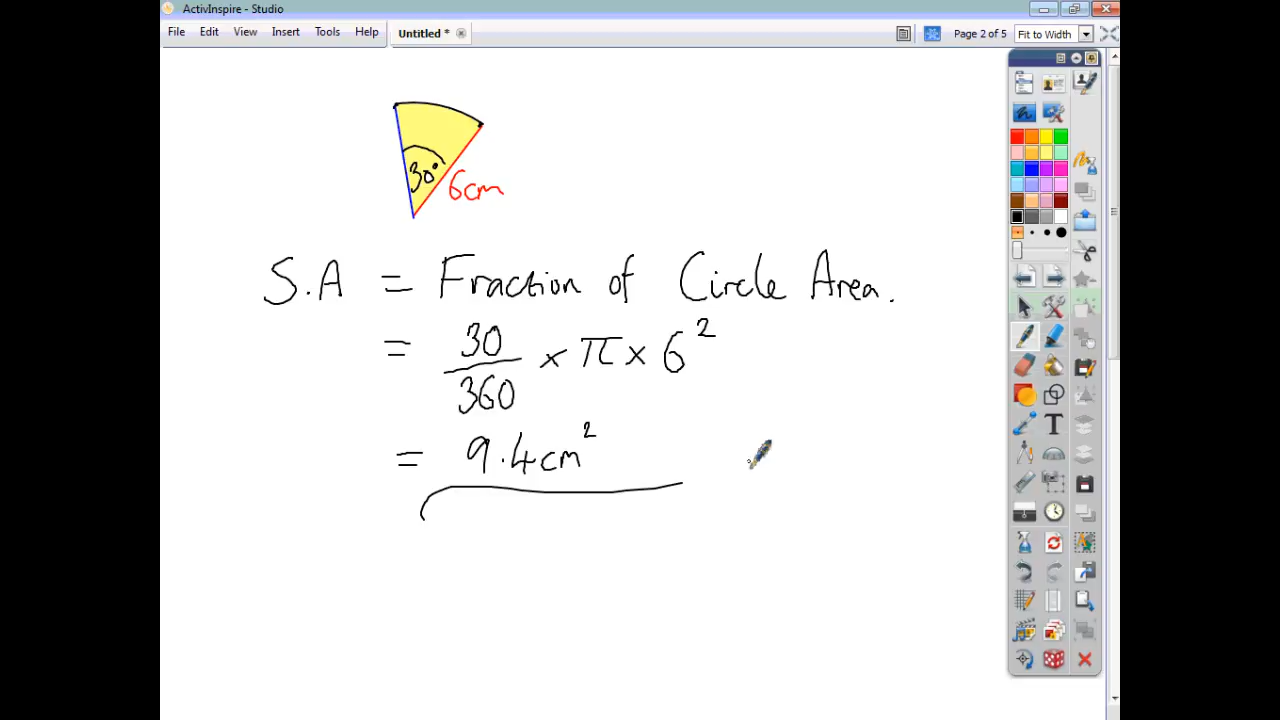 ActivInspire - Studio
File Edit View Insert Tools Help
Untitled *
Page 2 of 5
Fit to Width
30°
6cm
S.A = Fraction of Circle Area.
= 30/360 × π × 6²
= 9.4cm²